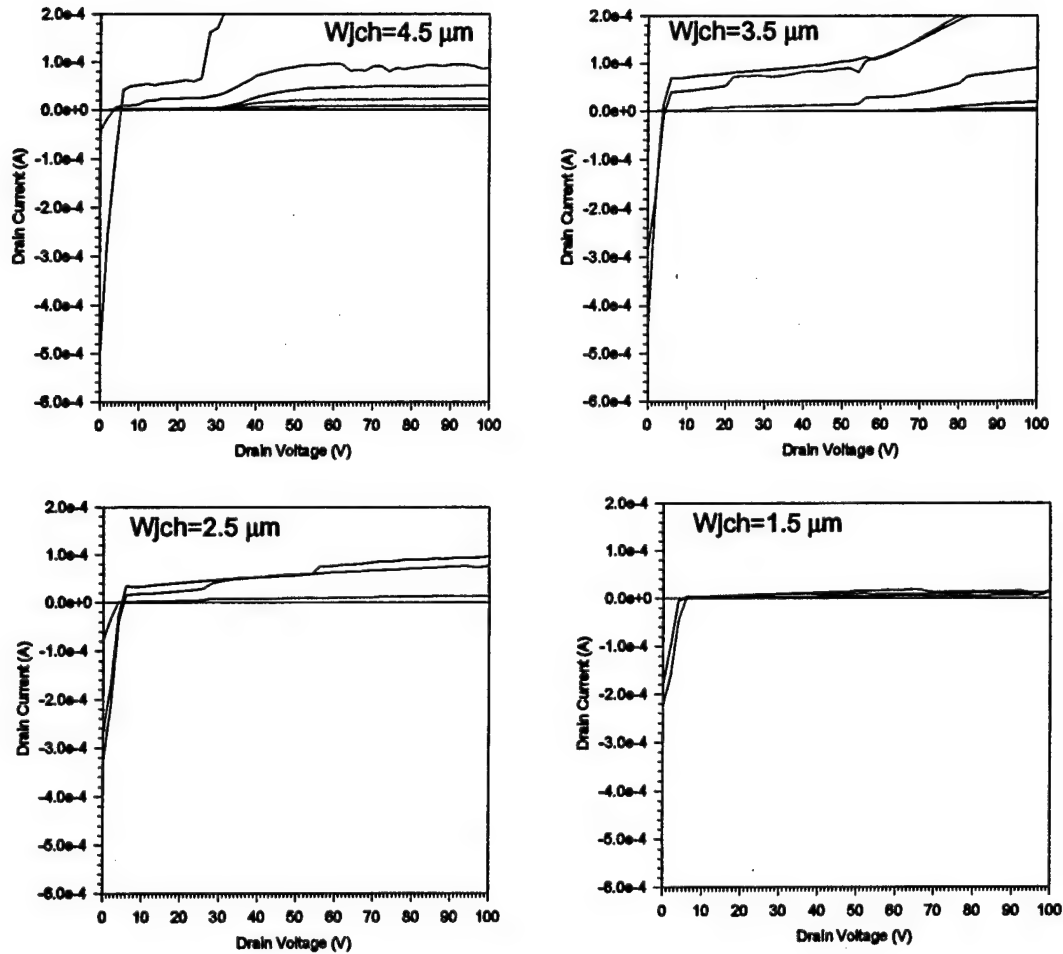 Wjch=4.5 µm
2.0e-4
1.0e-4
0.0e+0
-1.0e-4
-2.0e-4
-3.0e-4
-4.0e-4
-5.0e-4
-6.0e-4
Drain Current (A)
0 10 20 30 40 50 60 70 80 90 100
Drain Voltage (V)
Wjch=3.5 µm
2.0e-4
1.0e-4
0.0e+0
-1.0e-4
-2.0e-4
-3.0e-4
-4.0e-4
-5.0e-4
-6.0e-4
Drain Current (A)
0 10 20 30 40 50 60 70 80 90 100
Drain Voltage (V)
Wjch=2.5 µm
2.0e-4
1.0e-4
0.0e+0
-1.0e-4
-2.0e-4
-3.0e-4
-4.0e-4
-5.0e-4
-6.0e-4
Drain Current (A)
0 10 20 30 40 50 60 70 80 90 100
Drain Voltage (V)
Wjch=1.5 µm
2.0e-4
1.0e-4
0.0e+0
-1.0e-4
-2.0e-4
-3.0e-4
-4.0e-4
-5.0e-4
-6.0e-4
Drain Current (A)
0 10 20 30 40 50 60 70 80 90 100
Drain Voltage (V)